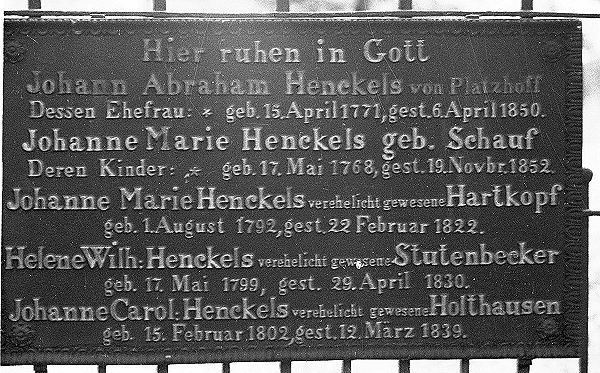 Hier ruhen in Gott
Johann Abraham Henckels von Platzhoff
Dessen Ehefrau: * geb. 15. April 1771, gest. 6. April 1850.
Johanne Marie Henckels geb. Schauf
Deren Kinder: * geb. 17. Mai 1768, gest. 19. Novbr. 1852.
Johanne Marie Henckels verehelicht gewesene Hartkopf
geb. 1. August 1792, gest. 22 Februar 1822.
Helene Wilh: Henckels verehelicht gewesene Stutenbecker
geb. 17. Mai 1799, gest. 29. April 1830.
Johanne Carol: Henckels verehelicht gewesene Holthausen
geb. 15. Februar 1802, gest. 12. März 1839.